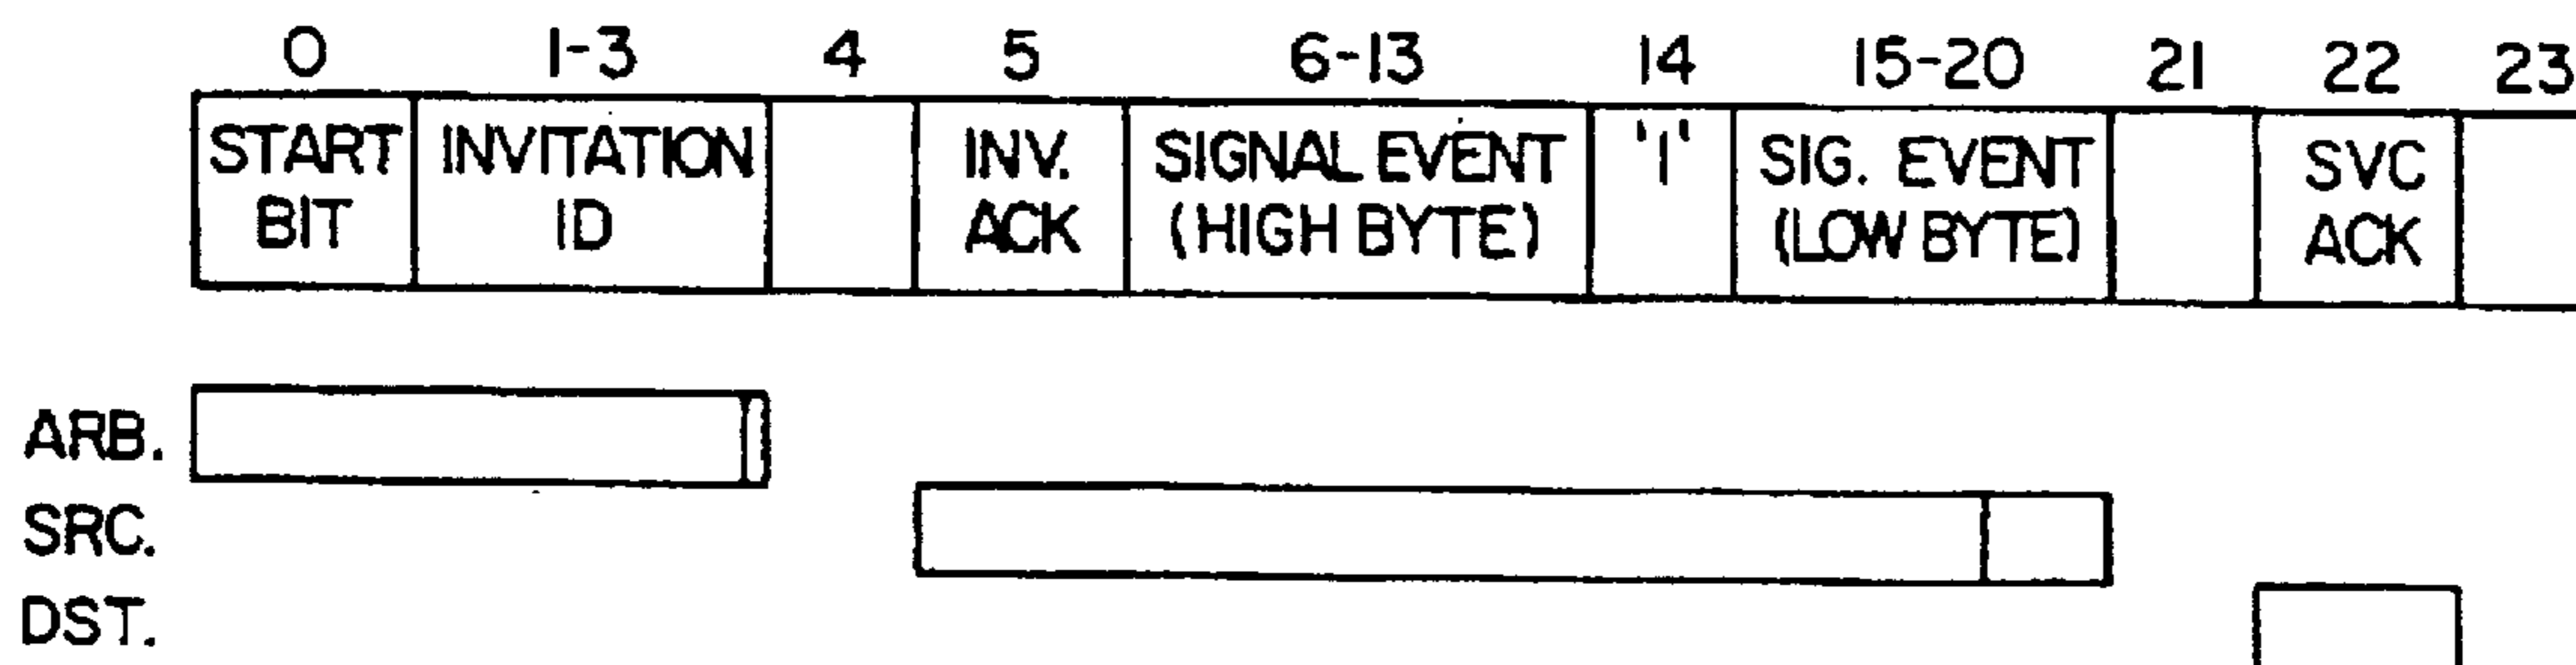 0 1-3 4 5 6-13 14 15-20 21 22 23
START INVITATION INV. SIGNAL EVENT '1' SIG. EVENT SVC
BIT ID ACK (HIGH BYTE) (LOW BYTE) ACK
ARB.
SRC.
DST.